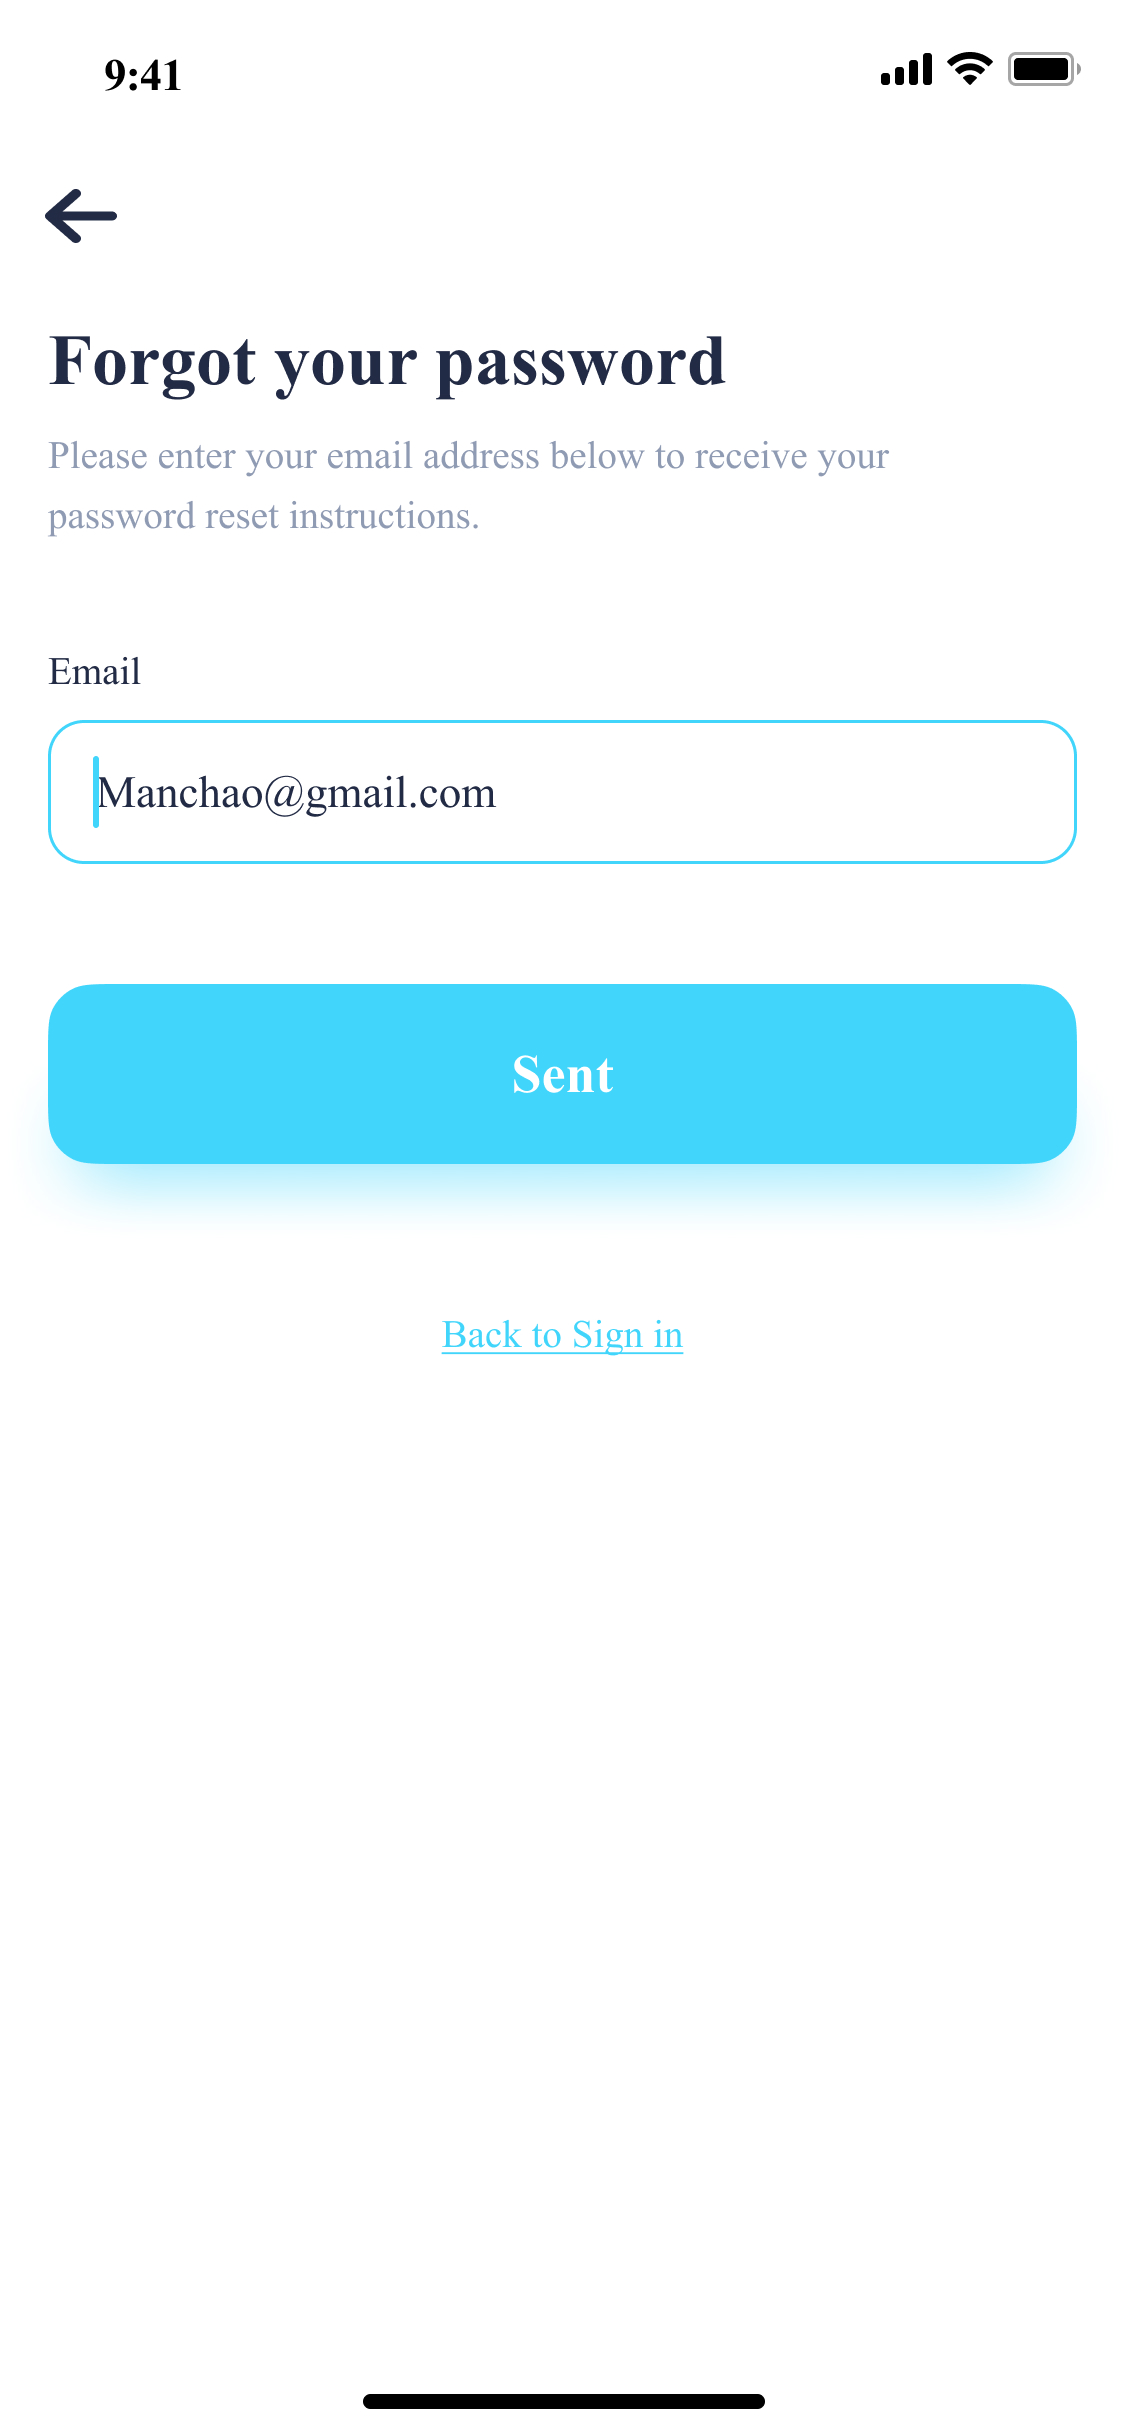 9:41
Forgot your password
Please enter your email address below to receive your
password reset instructions.
Email
Manchao@gmail.com
Sent
Back to Sign in